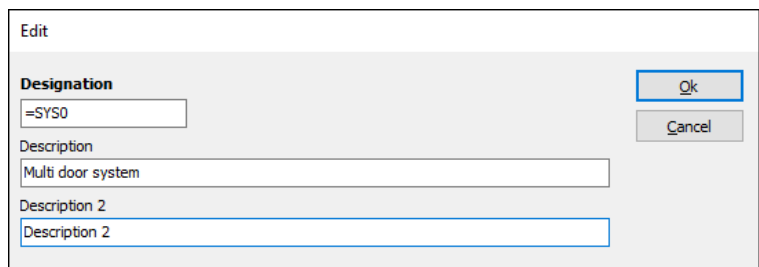 Edit
Designation
Ok
=SYS0
Cancel
Description
Multi door system
Description 2
Description 2